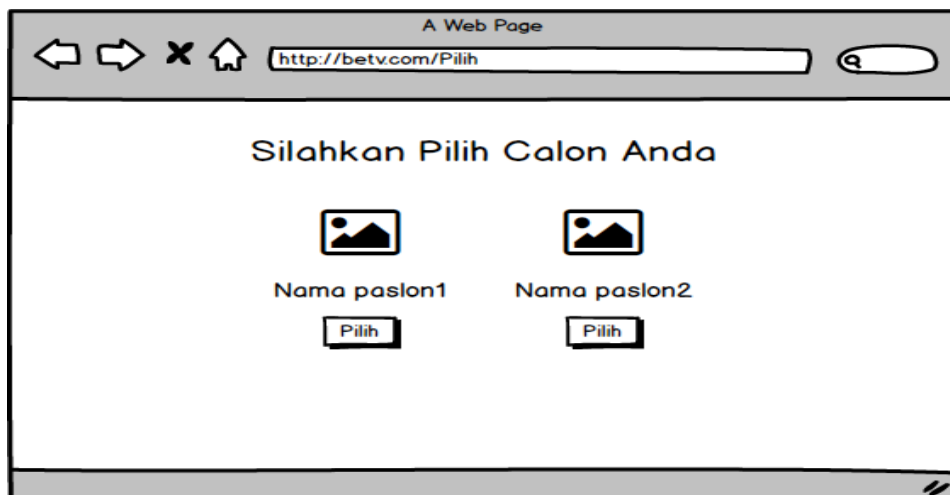 A Web Page
http://betv.com/Pilih
Silahkan Pilih Calon Anda
Nama paslon1 Nama paslon2
Pilih Pilih